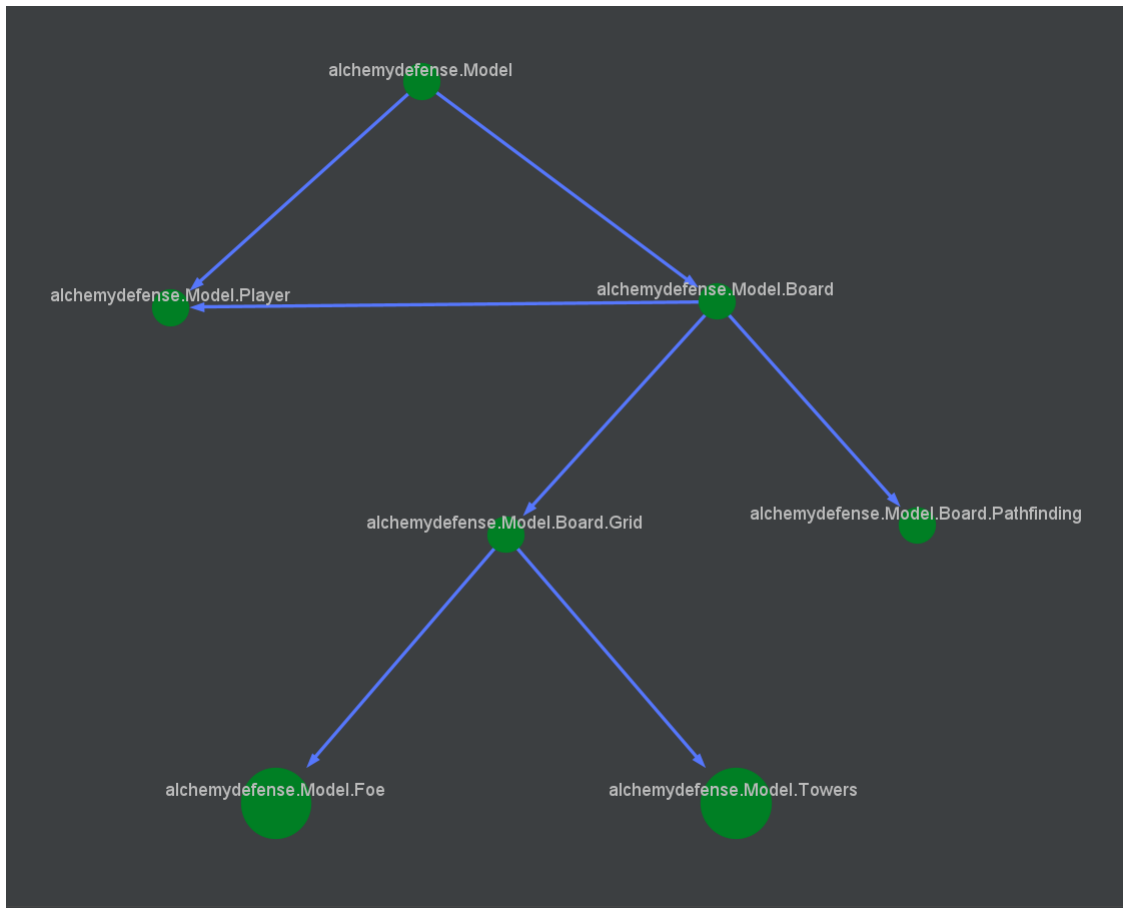 alchemydefense.Model
alchemydefense.Model.Player
alchemydefense.Model.Board
alchemydefense.Model.Board.Grid
alchemydefense.Model.Board.Pathfinding
alchemydefense.Model.Foe
alchemydefense.Model.Towers